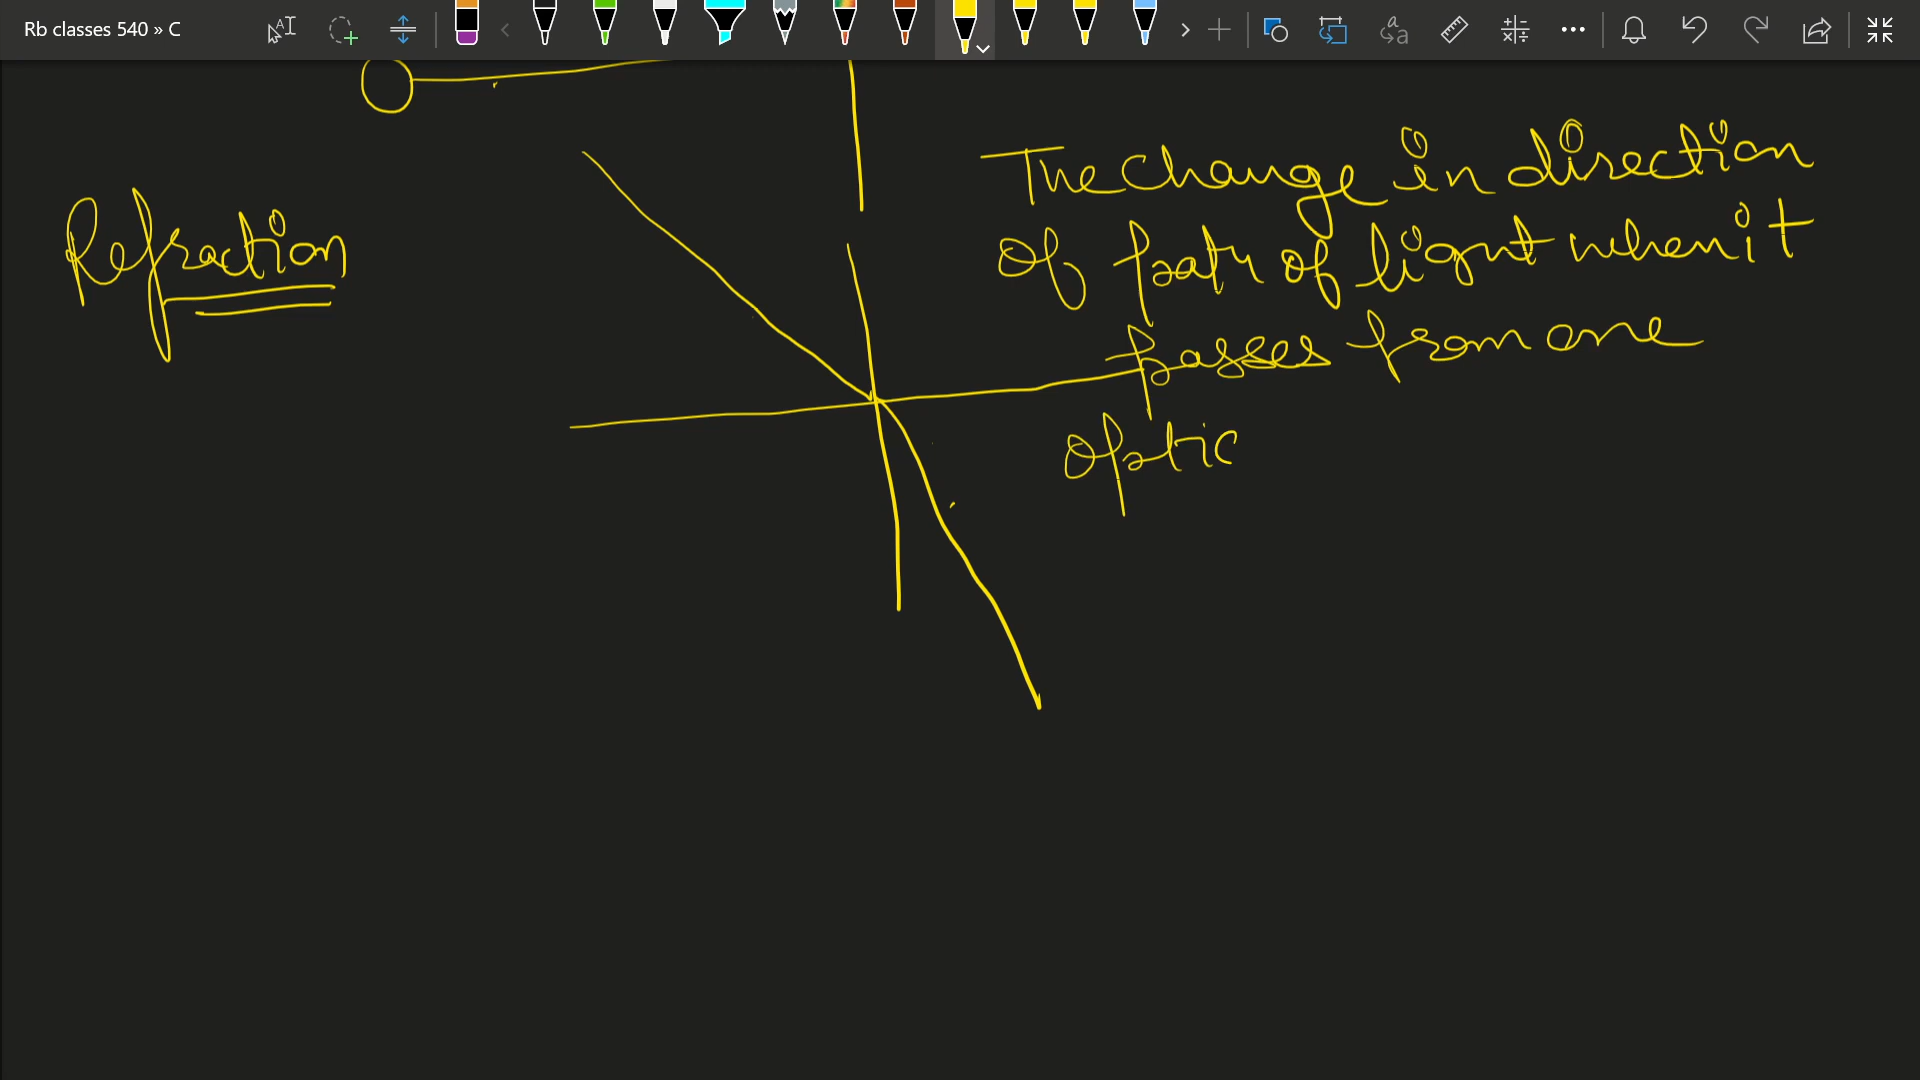 Rb classes 540 » C
Refraction
The change in direction
of path of light when it
passes from one
optic